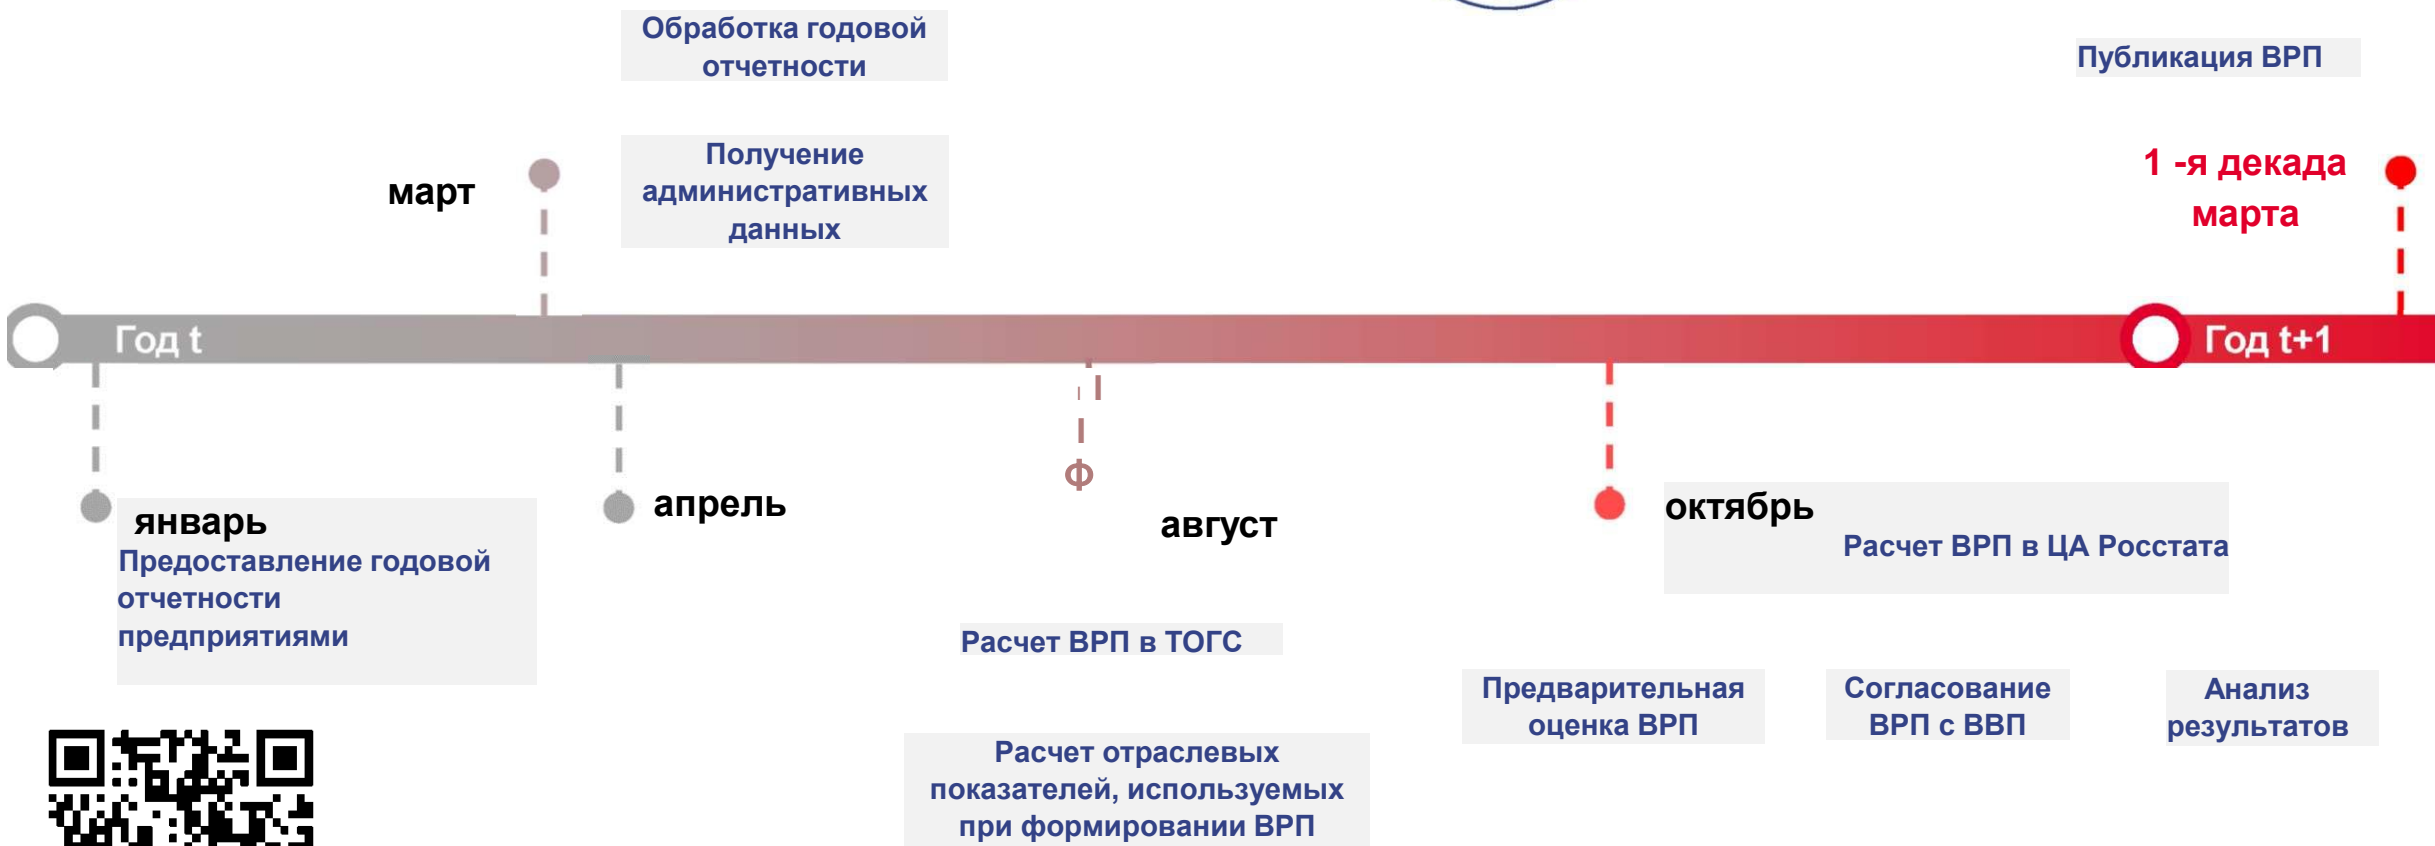 Обработка годовой
отчетности
Публикация ВРП
Получение
административных
данных
март
1 -я декада
марта
Год t
Год t+1
Ф
январь
Предоставление годовой
отчетности
предприятиями
апрель
август
октябрь
Расчет ВРП в ЦА Росстата
Расчет ВРП в ТОГС
Предварительная
оценка ВРП
Согласование
ВРП с ВВП
Анализ
результатов
Расчет отраслевых
показателей, используемых
при формировании ВРП